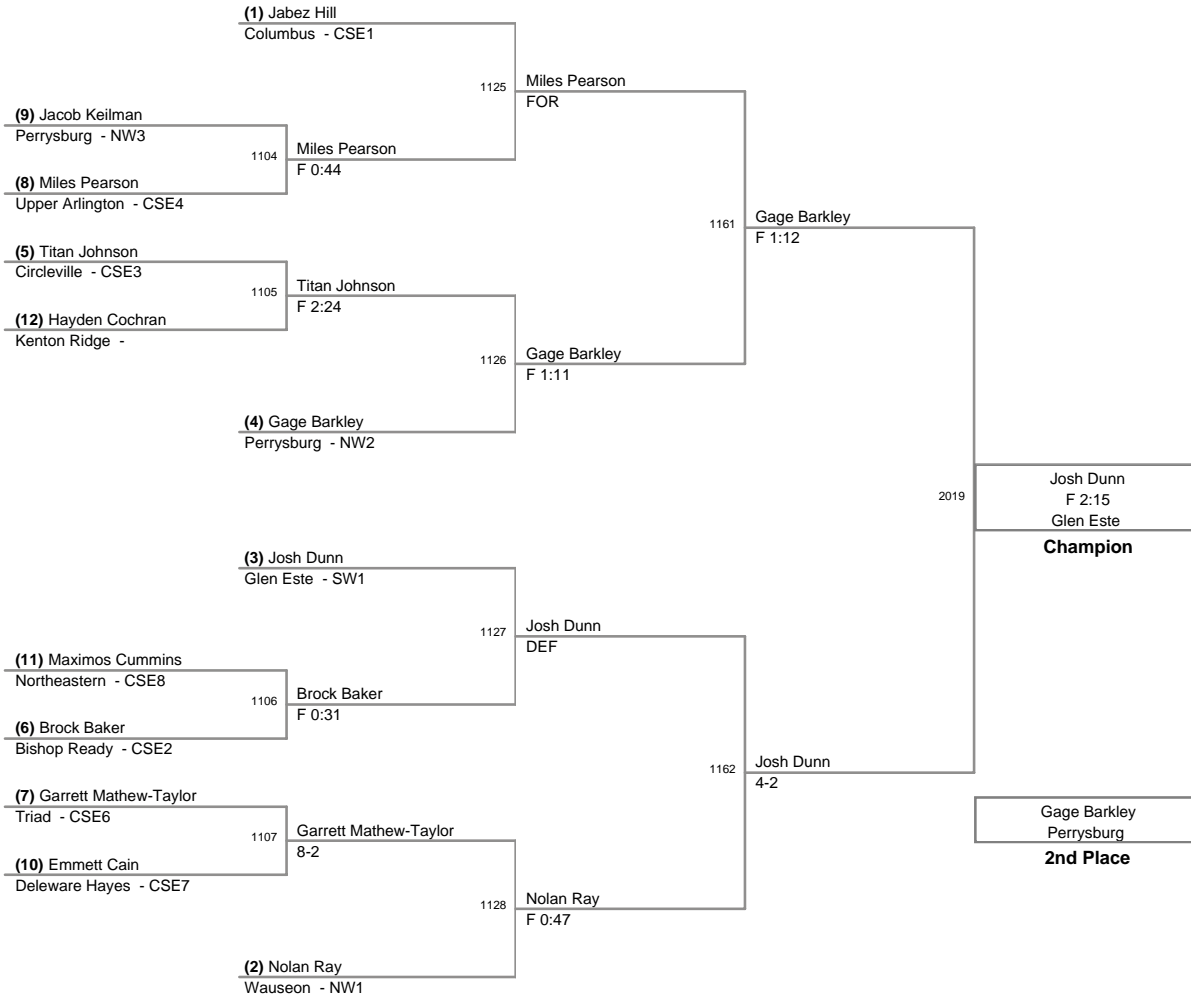 (1) Jabez Hill
Columbus - CSE1
1125
Miles Pearson
FOR
(9) Jacob Keilman
Perrysburg - NW3
1104
Miles Pearson
F 0:44
(8) Miles Pearson
Upper Arlington - CSE4
1161
Gage Barkley
F 1:12
(5) Titan Johnson
Circleville - CSE3
1105
Titan Johnson
F 2:24
(12) Hayden Cochran
Kenton Ridge -
1126
Gage Barkley
F 1:11
(4) Gage Barkley
Perrysburg - NW2
2019
Josh Dunn
F 2:15
Glen Este
Champion
(3) Josh Dunn
Glen Este - SW1
1127
Josh Dunn
DEF
(11) Maximos Cummins
Northeastern - CSE8
1106
Brock Baker
F 0:31
(6) Brock Baker
Bishop Ready - CSE2
1162
Josh Dunn
4-2
(7) Garrett Mathew-Taylor
Triad - CSE6
1107
Garrett Mathew-Taylor
8-2
(10) Emmett Cain
Deleware Hayes - CSE7
Gage Barkley
Perrysburg
2nd Place
1128
Nolan Ray
F 0:47
(2) Nolan Ray
Wauseon - NW1